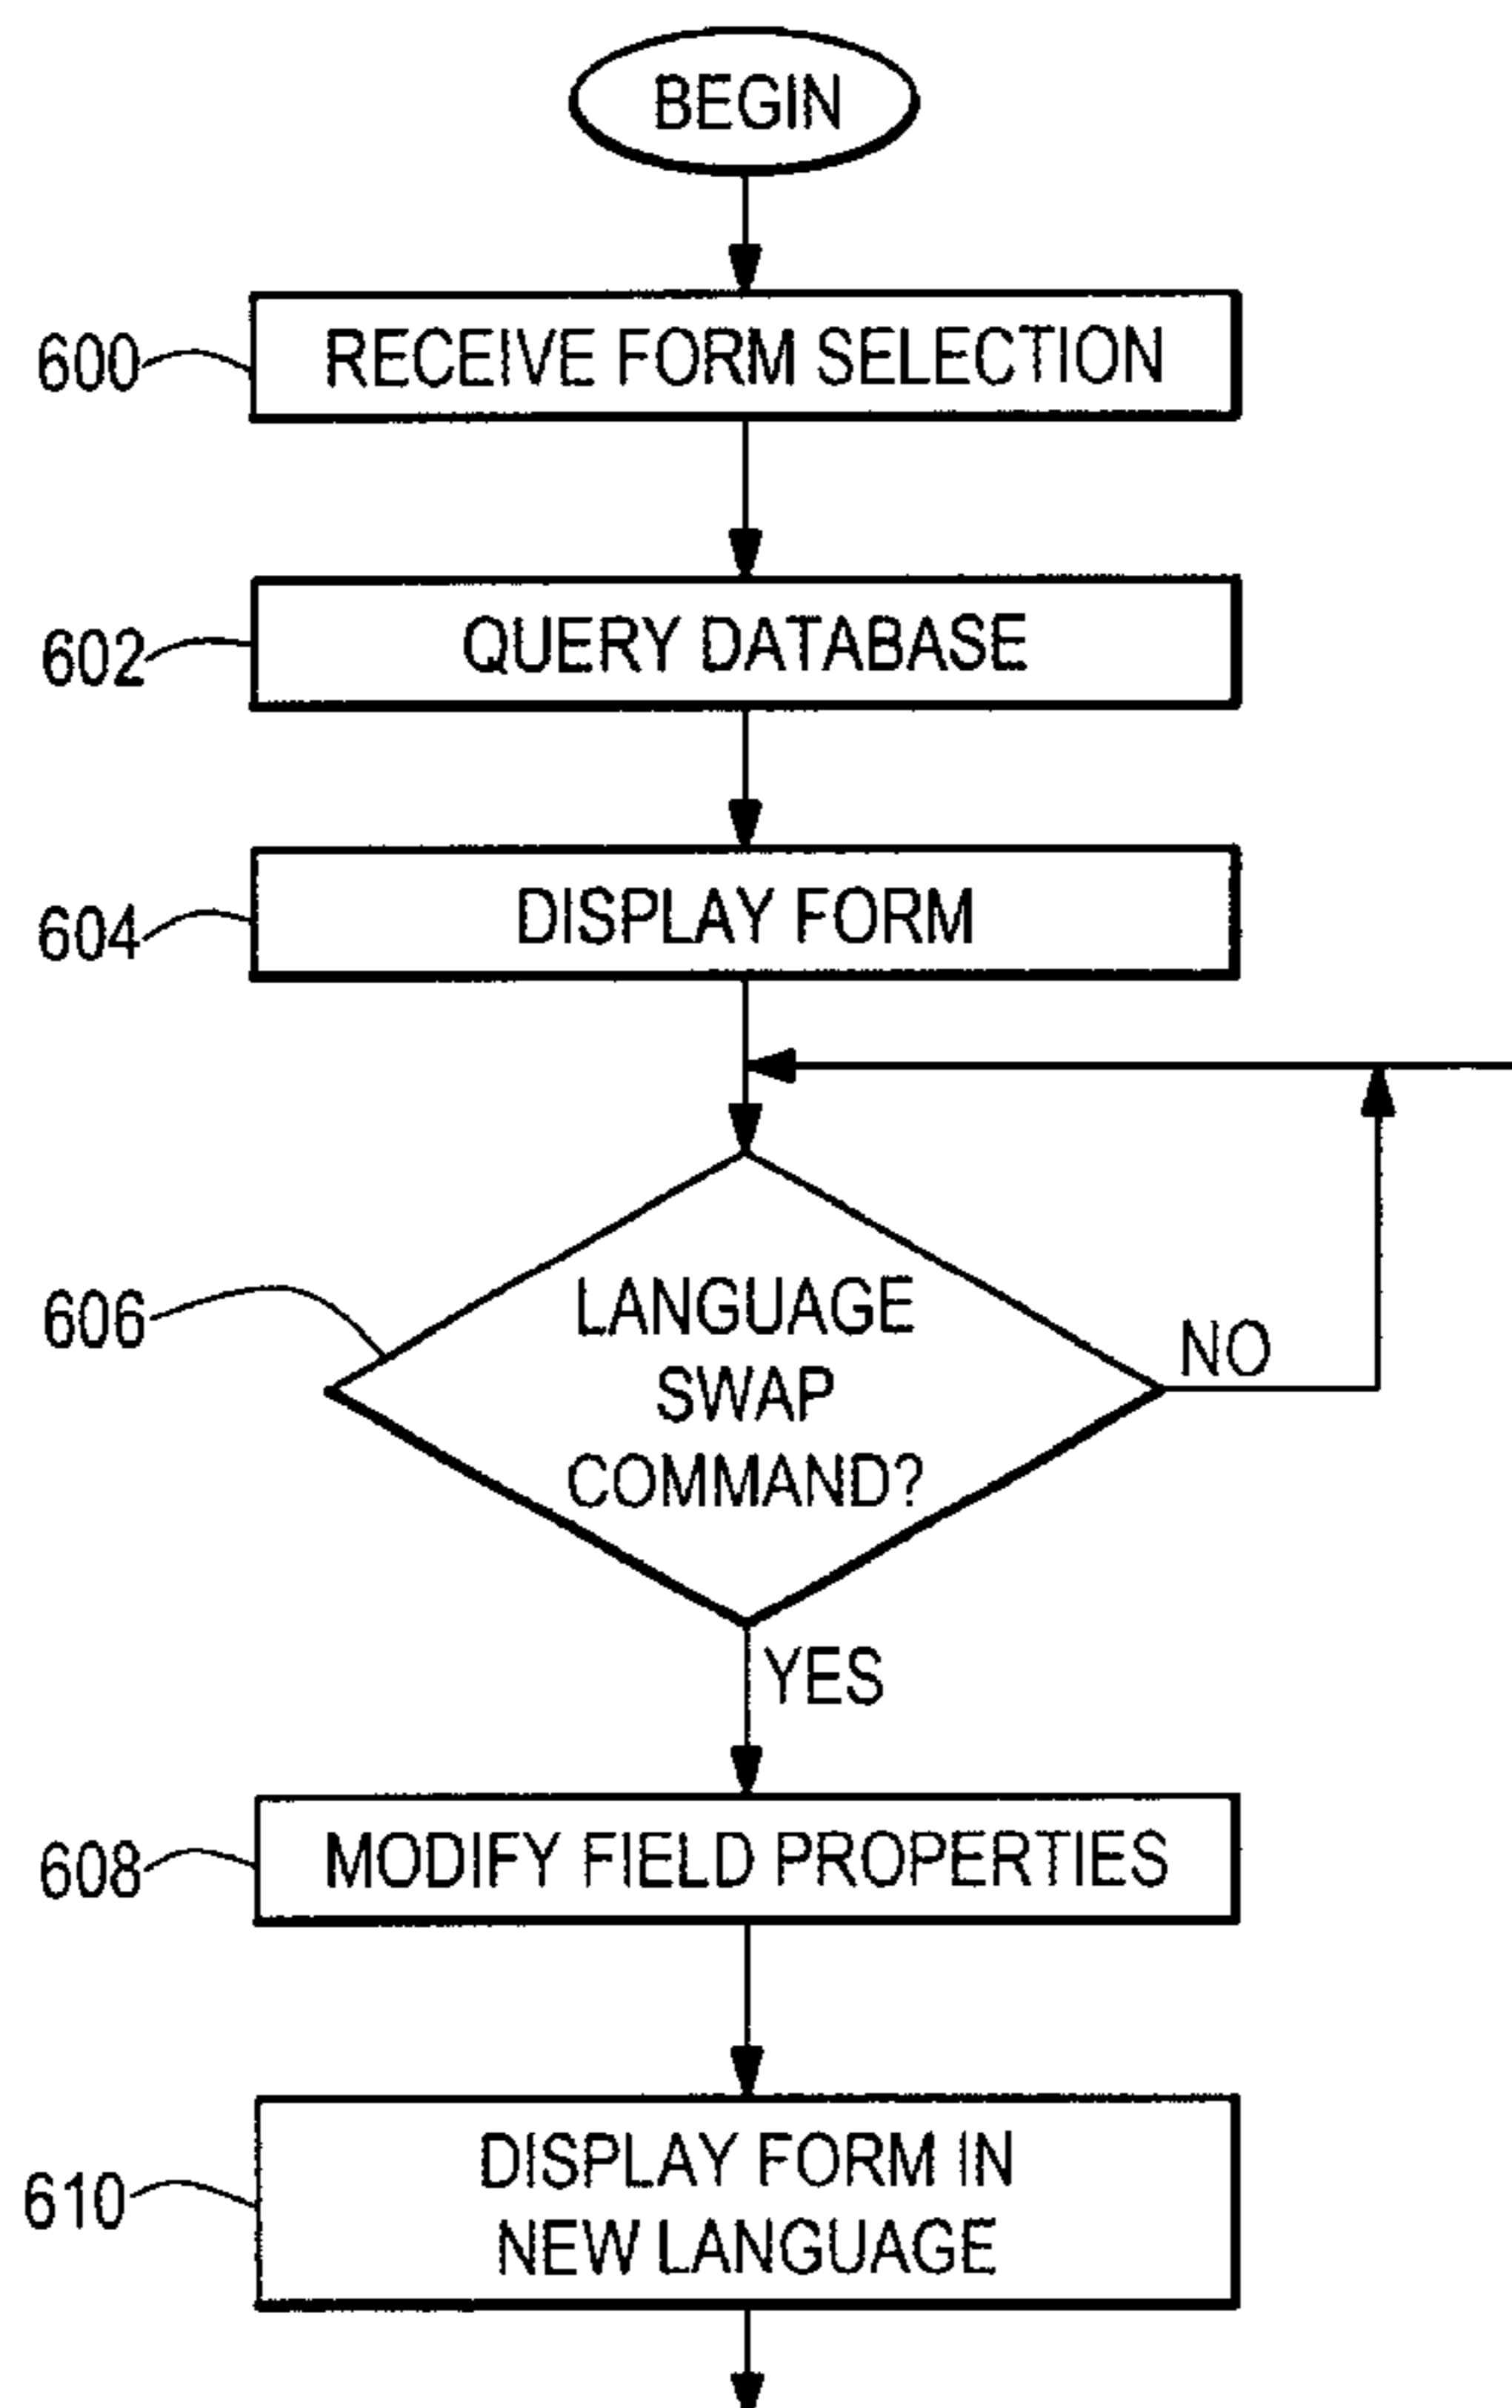 BEGIN
600
RECEIVE FORM SELECTION
602
QUERY DATABASE
604
DISPLAY FORM
606
LANGUAGE
SWAP
COMMAND?
NO
YES
608
MODIFY FIELD PROPERTIES
610
DISPLAY FORM IN
NEW LANGUAGE